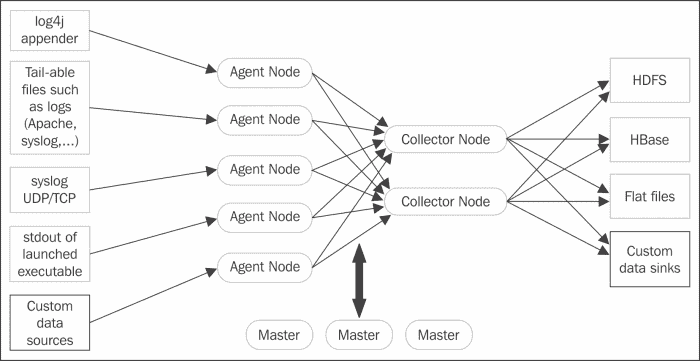 log4j
appender
Tail-able
files such
as logs
(Apache,
syslog,...)
syslog
UDP/TCP
stdout of
launched
executable
Custom
data
sources
Agent Node
Agent Node
Agent Node
Agent Node
Agent Node
Collector Node
Collector Node
Master
Master
Master
HDFS
HBase
Flat files
Custom
data sinks